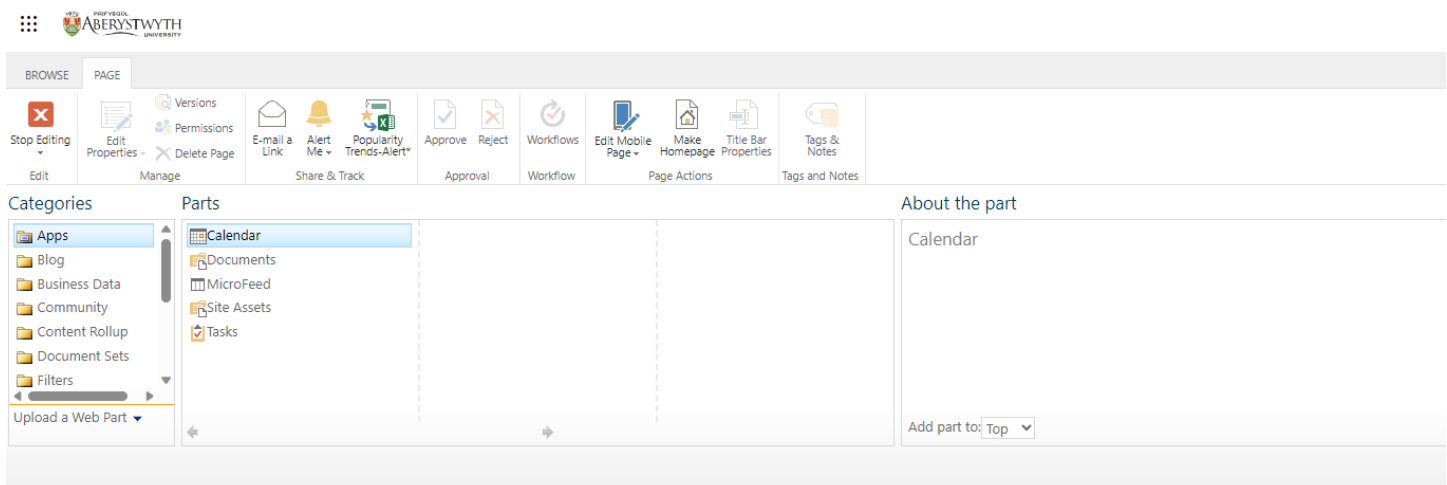 1872
PRIFYSGOL
ABERYSTWYTH
UNIVERSITY
BROWSE PAGE
Stop Editing
Edit
Edit Properties
Versions
Permissions
Delete Page
Manage
E-mail a Link
Alert Me
Popularity Trends-Alert*
Share & Track
Approve
Reject
Approval
Workflows
Workflow
Edit Mobile Page
Make Homepage
Title Bar Properties
Page Actions
Tags & Notes
Tags and Notes
Categories
Apps
Blog
Business Data
Community
Content Rollup
Document Sets
Filters
Upload a Web Part
Parts
Calendar
Documents
MicroFeed
Site Assets
Tasks
About the part
Calendar
Add part to: Top